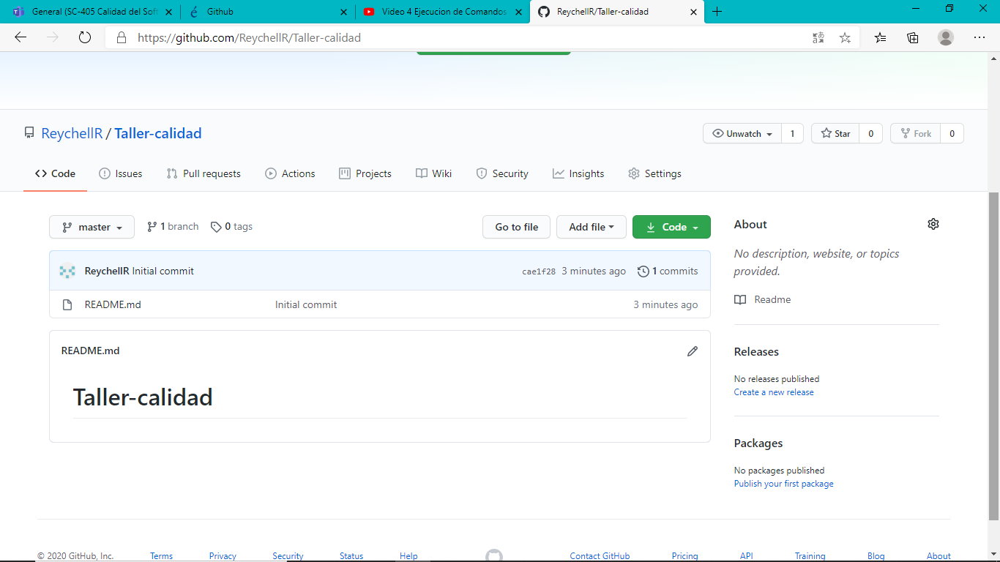 General (SC-405 Calidad del Soft
Github
Video 4 Ejecucion de Comandos
ReychellR/Taller-calidad
https://github.com/ReychellR/Taller-calidad
ReychellR / Taller-calidad
Unwatch 1
Star 0
Fork 0
Code
Issues
Pull requests
Actions
Projects
Wiki
Security
Insights
Settings
master
1 branch
0 tags
Go to file
Add file
Code
ReychellR Initial commit
cae1f28 3 minutes ago
1 commits
README.md
Initial commit
3 minutes ago
README.md
Taller-calidad
About
No description, website, or topics
provided.
Readme
Releases
No releases published
Create a new release
Packages
No packages published
Publish your first package
© 2020 GitHub, Inc.
Terms
Privacy
Security
Status
Help
Contact GitHub
Pricing
API
Training
Blog
About